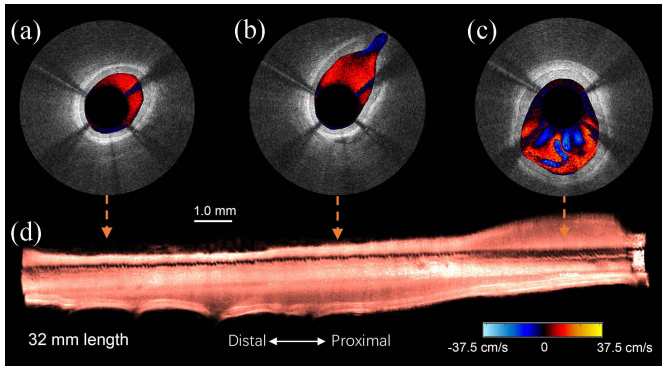 (a)
(b)
(c)
1.0 mm
(d)
32 mm length
Distal
Proximal
-37.5 cm/s
0
37.5 cm/s